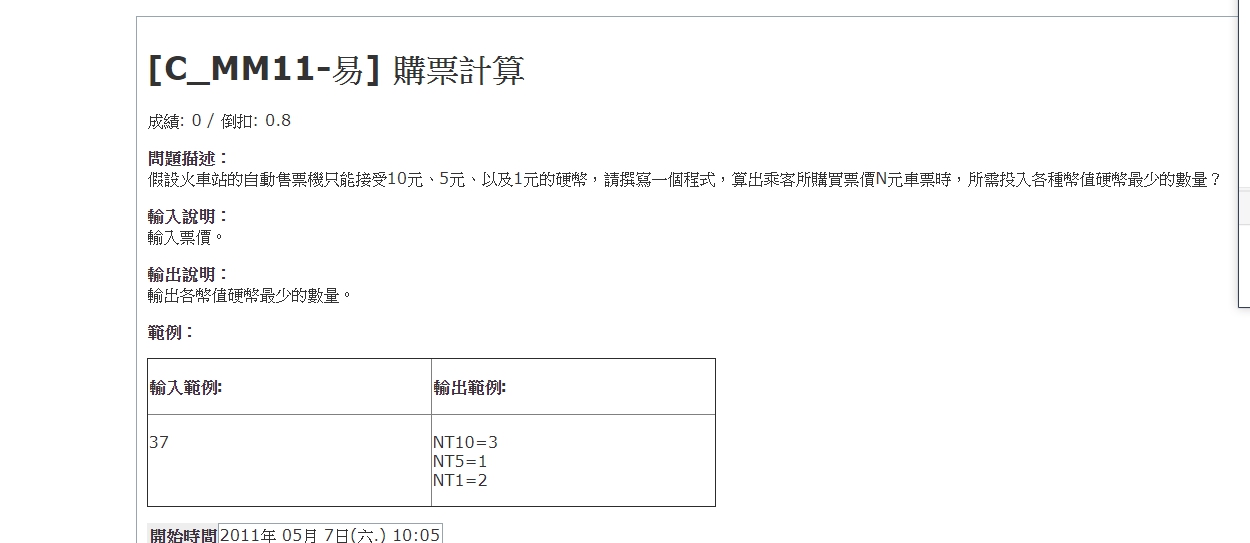 [C_MM11-易] 購票計算
成績: 0 / 倒扣: 0.8
問題描述：
假設火車站的自動售票機只能接受10元、5元、以及1元的硬幣，請撰寫一個程式，算出乘客所購買票價N元車票時，所需投入各種幣值硬幣最少的數量？
輸入說明：
輸入票價。
輸出說明：
輸出各幣值硬幣最少的數量。
範例：
輸入範例: 輸出範例:
37 NT10=3
NT5=1
NT1=2
開始時間 2011年 05月 7日(六.) 10:05